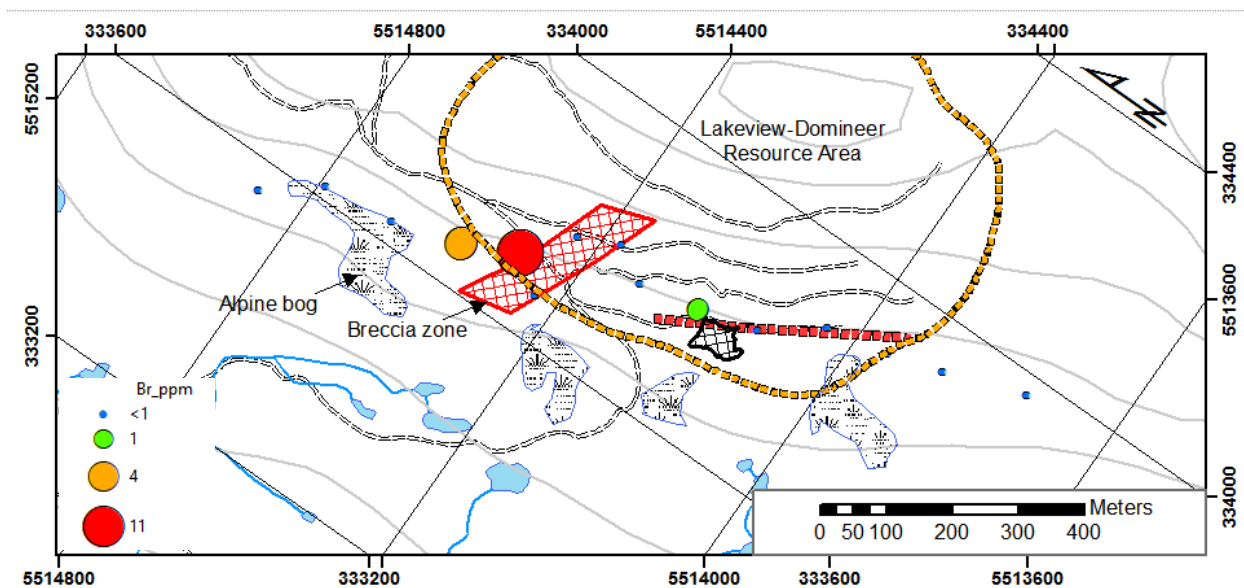 333600
5514800
334000
5514400
334400
5515200
N
Lakeview-Domineer
Resource Area
334400
Alpine bog
Breccia zone
5513600
333200
Br_ppm
<1
1
4
11
Meters
0 50 100 200 300 400
334000
5514800
333200
5514000
333600
5513600